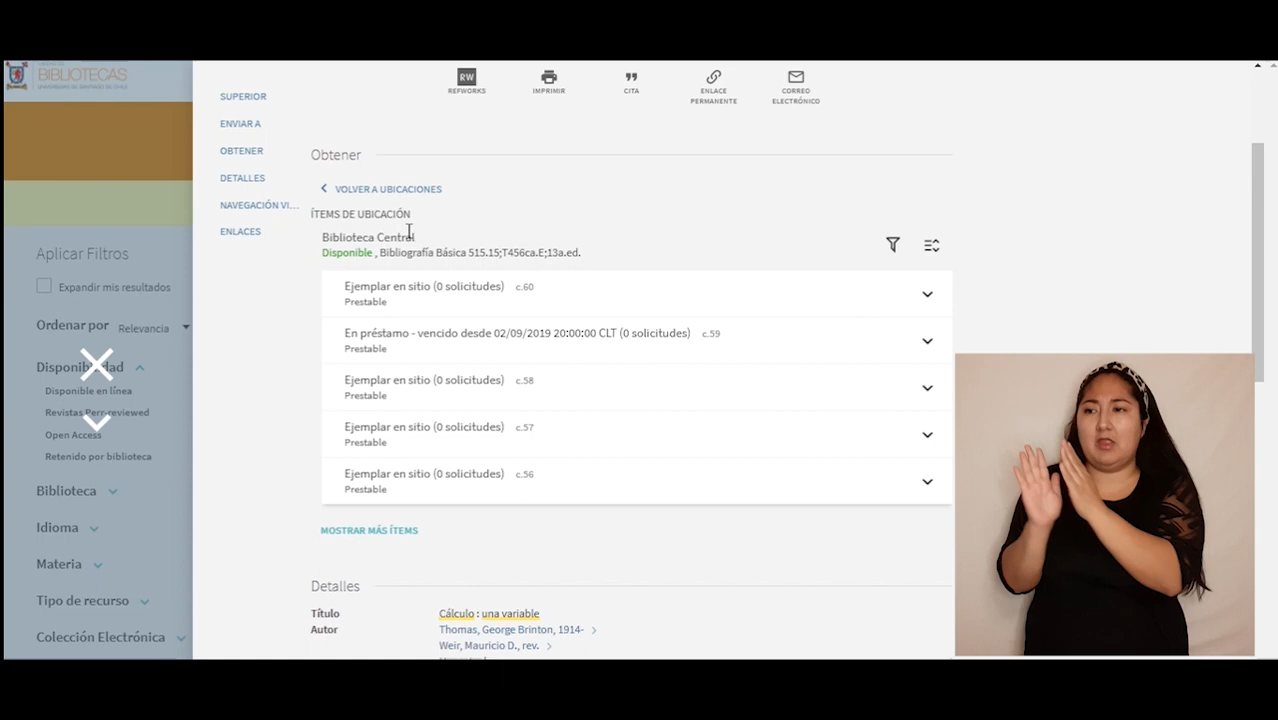 BIBLIOTECAS
UNIVERSIDAD DE SANTIAGO DE CHILE
RW
REFWORKS
IMPRIMIR
CITA
ENLACE
PERMANENTE
CORREO
ELECTRÓNICO
SUPERIOR
ENVIAR A
OBTENER
DETALLES
NAVEGACIÓN VI...
ENLACES
Obtener
VOLVER A UBICACIONES
ÍTEMS DE UBICACIÓN
Biblioteca Central
Disponible , Bibliografía Básica 515.15;T456ca.E;13a.ed.
Ejemplar en sitio (0 solicitudes) c.60
Prestable
En préstamo - vencido desde 02/09/2019 20:00:00 CLT (0 solicitudes) c.59
Prestable
Ejemplar en sitio (0 solicitudes) c.58
Prestable
Ejemplar en sitio (0 solicitudes) c.57
Prestable
Ejemplar en sitio (0 solicitudes) c.56
Prestable
MOSTRAR MÁS ÍTEMS
Detalles
Título Cálculo : una variable
Autor Thomas, George Brinton, 1914-
Weir, Mauricio D., rev.
Aplicar Filtros
Expandir mis resultados
Ordenar por Relevancia
Disponibilidad
Disponible en línea
Revistas Perr-reviewed
Open Access
Retenido por biblioteca
Biblioteca
Idioma
Materia
Tipo de recurso
Colección Electrónica